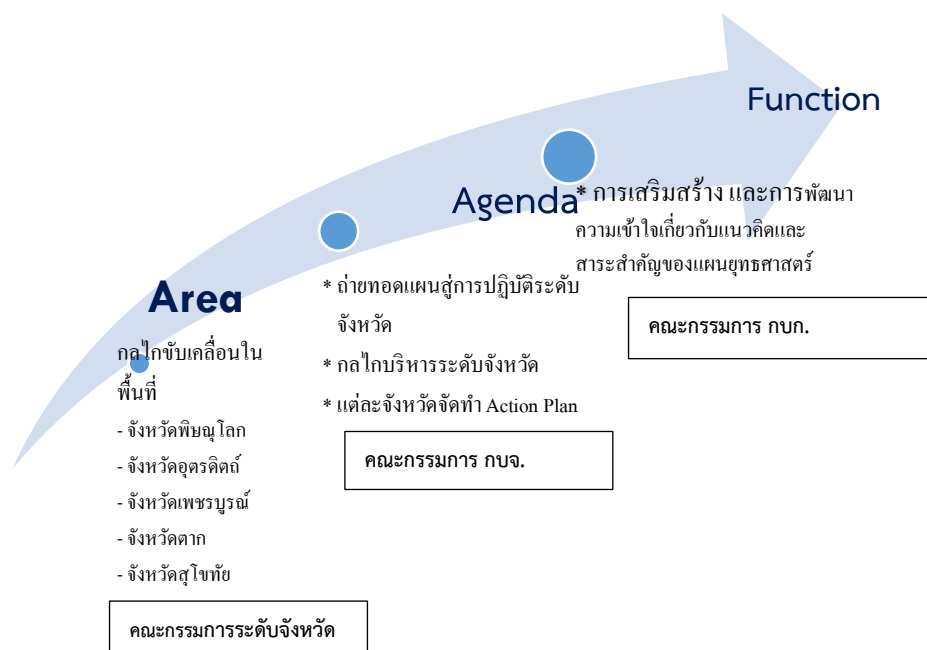 Function
Agenda
* การเสริมสร้าง และการพัฒนา
ความเข้าใจเกี่ยวกับแนวคิดและ
สาระสำคัญของแผนยุทธศาสตร์
คณะกรรมการ กบก.
* ถ่ายทอดแผนสู่การปฏิบัติระดับ
จังหวัด
* กลไกบริหารระดับจังหวัด
* แต่ละจังหวัดจัดทำ Action Plan
คณะกรรมการ กบจ.
Area
กลไกขับเคลื่อนใน
พื้นที่
- จังหวัดพิษณุโลก
- จังหวัดอุตรดิตถ์
- จังหวัดเพชรบูรณ์
- จังหวัดตาก
- จังหวัดสุโขทัย
คณะกรรมการระดับจังหวัด